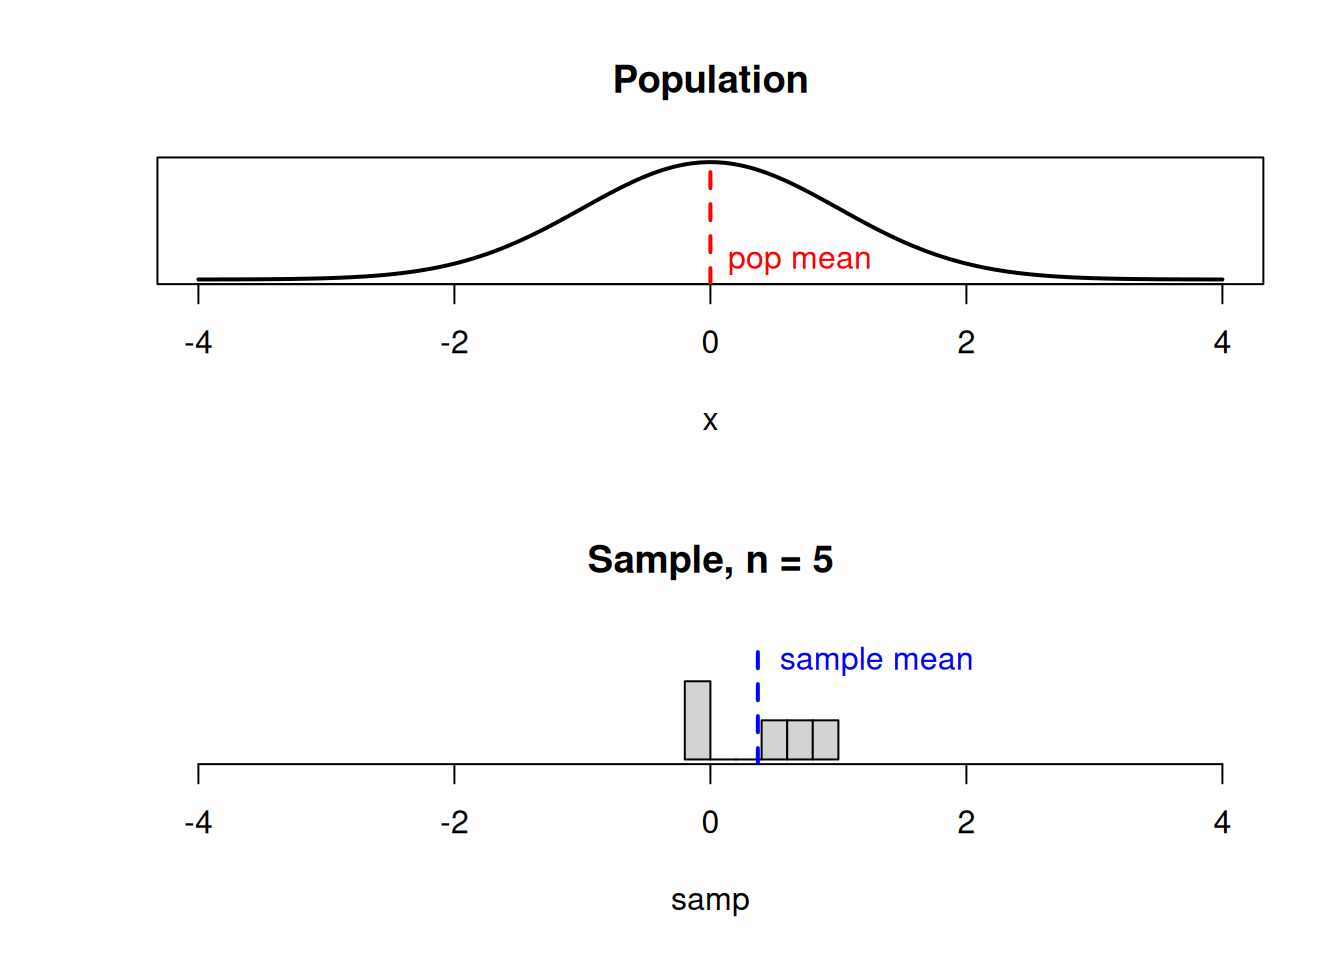 Population
pop mean
-4 -2 0 2 4
x
Sample, n = 5
sample mean
-4 -2 0 2 4
samp